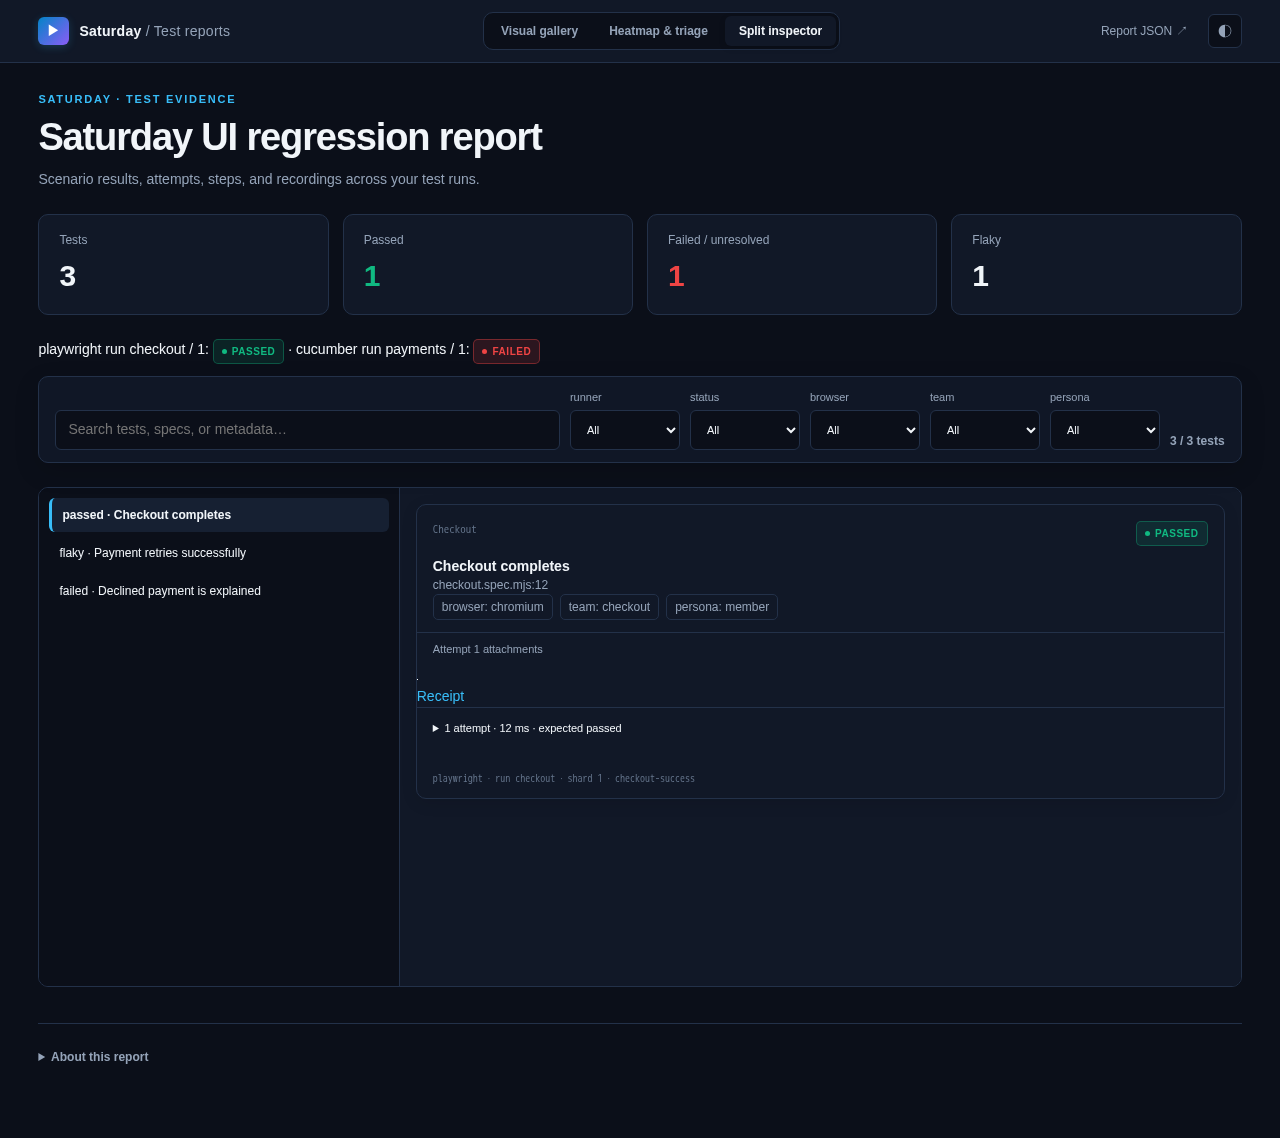 Saturday / Test reports
Visual gallery
Heatmap & triage
Split inspector
Report JSON ↗
SATURDAY · TEST EVIDENCE
Saturday UI regression report
Scenario results, attempts, steps, and recordings across your test runs.
Tests
3
Passed
1
Failed / unresolved
1
Flaky
1
playwright run checkout / 1: PASSED · cucumber run payments / 1: FAILED
Search tests, specs, or metadata…
runner
All
status
All
browser
All
team
All
persona
All
3 / 3 tests
passed · Checkout completes
flaky · Payment retries successfully
failed · Declined payment is explained
Checkout
PASSED
Checkout completes
checkout.spec.mjs:12
browser: chromium
team: checkout
persona: member
Attempt 1 attachments
Receipt
1 attempt · 12 ms · expected passed
playwright · run checkout · shard 1 · checkout-success
About this report